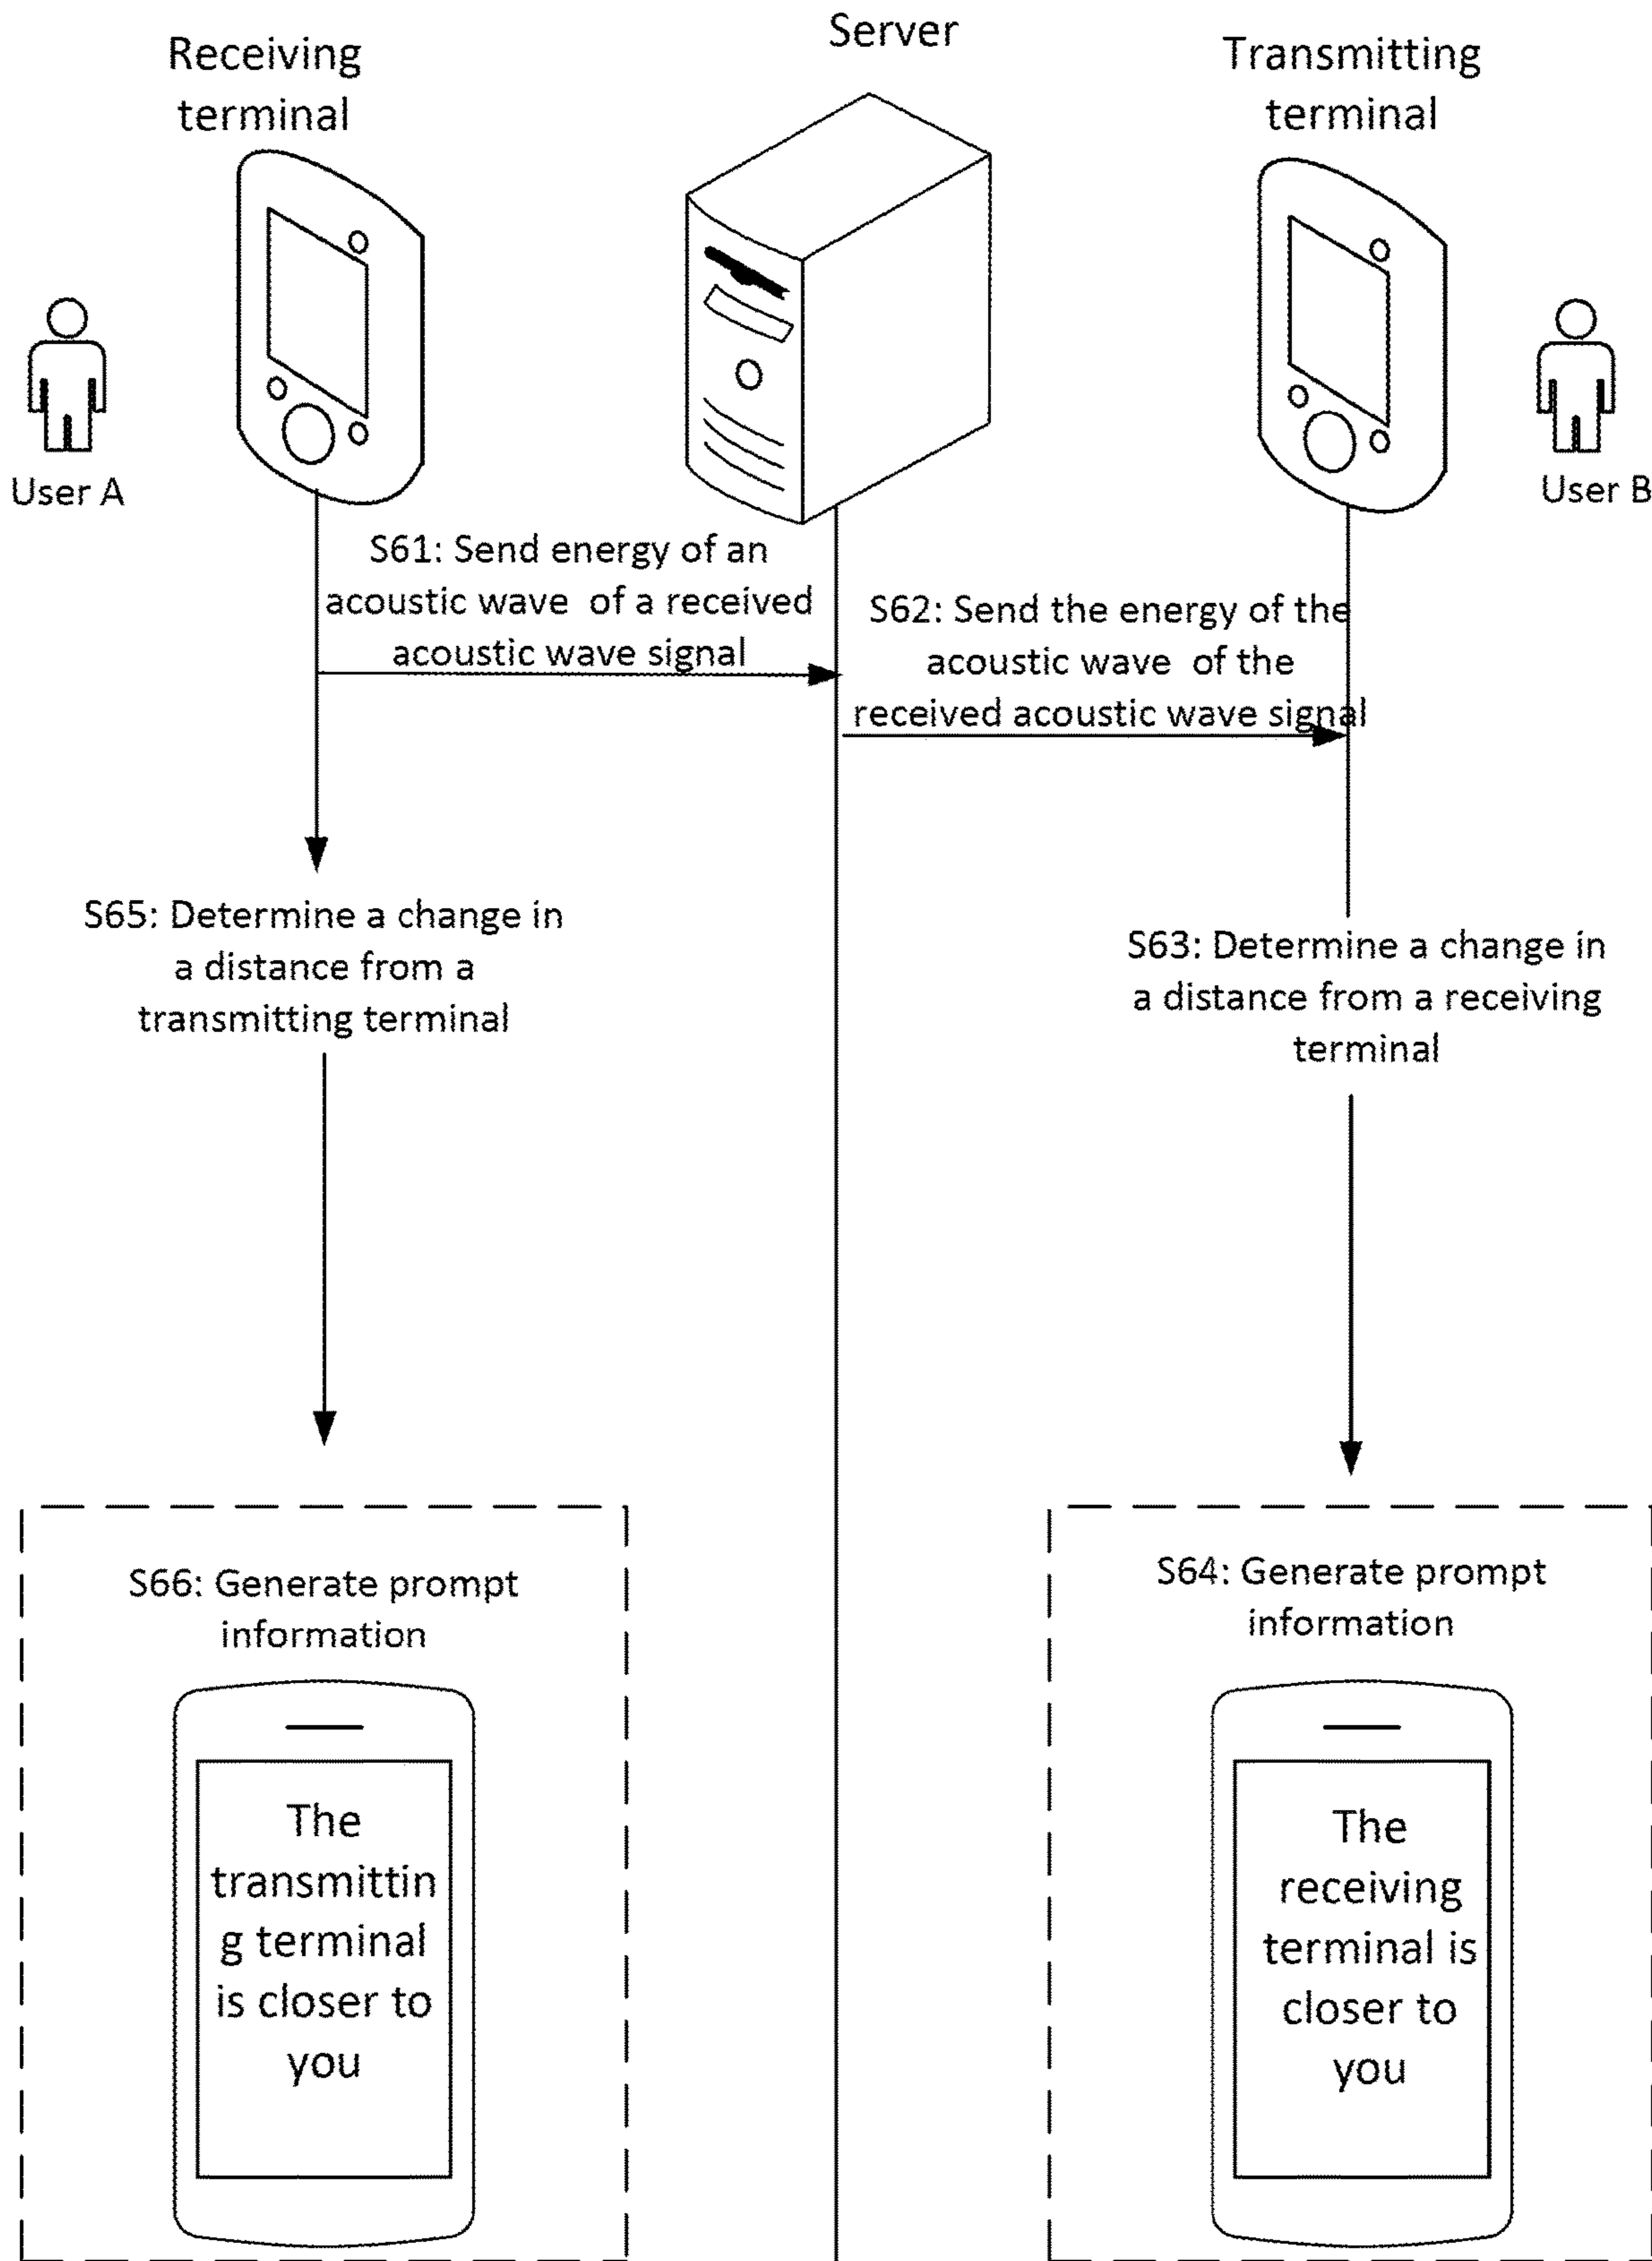 Receiving
terminal
Server
Transmitting
terminal
User A
User B
S61: Send energy of an
acoustic wave of a received
acoustic wave signal
S62: Send the energy of the
acoustic wave of the
received acoustic wave signal
S65: Determine a change in
a distance from a
transmitting terminal
S63: Determine a change in
a distance from a receiving
terminal
S66: Generate prompt
information
The
transmittin
g terminal
is closer to
you
S64: Generate prompt
information
The
receiving
terminal is
closer to
you